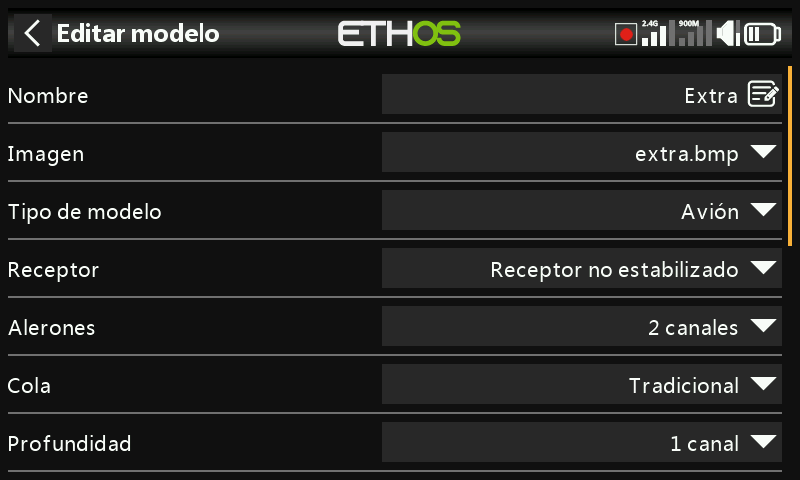 Editar modelo ETHOS 2.4G 900M
Nombre Extra
Imagen extra.bmp
Tipo de modelo Avión
Receptor Receptor no estabilizado
Alerones 2 canales
Cola Tradicional
Profundidad 1 canal